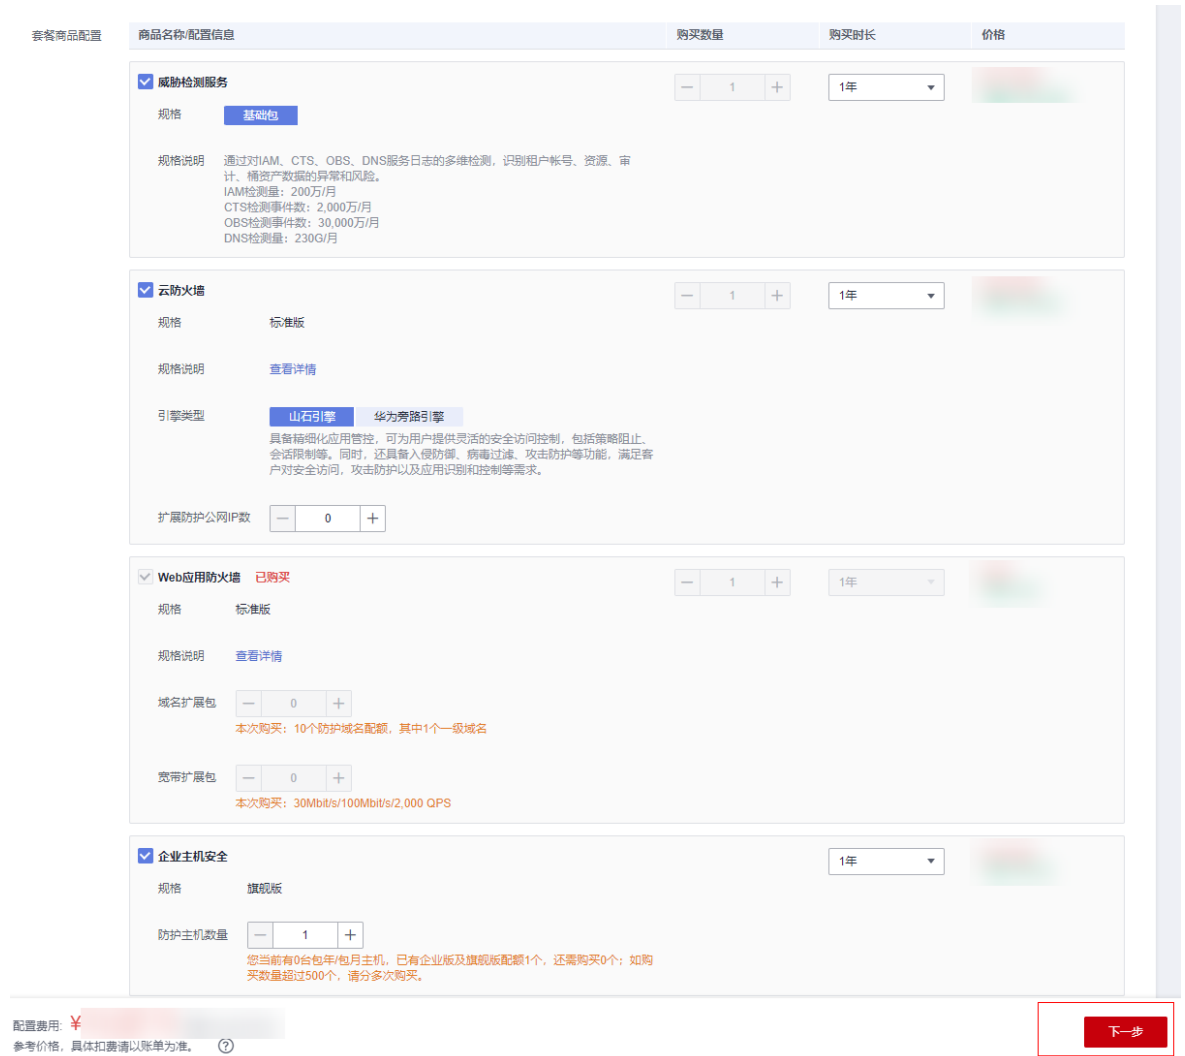 套餐商品配置 商品名称/配置信息 购买数量 购买时长 价格
威胁检测服务 1 1年
规格 基础包
规格说明 通过对IAM、CTS、OBS、DNS服务日志的多维检测，识别租户帐号、资源、审
计、桶资产数据的异常和风险。
IAM检测量：200万/月
CTS检测事件数：2,000万/月
OBS检测事件数：30,000万/月
DNS检测量：230G/月
云防火墙 1 1年
规格 标准版
规格说明 查看详情
引擎类型 山石引擎 华为旁路引擎
具备精细化应用管控，可为用户提供灵活的安全访问控制，包括策略阻止、
会话限制等。同时，还具备入侵防御、病毒过滤、攻击防护等功能，满足客
户对安全访问，攻击防护以及应用识别和控制等需求。
扩展防护公网IP数 0
Web应用防火墙 已购买 1 1年
规格 标准版
规格说明 查看详情
域名扩展包 0
本次购买：10个防护域名配额，其中1个一级域名
宽带扩展包 0
本次购买：30Mbit/s/100Mbit/s/2,000 QPS
企业主机安全 1年
规格 旗舰版
防护主机数量 1
您当前有0台包年/包月主机，已有企业版及旗舰版配额1个，还需购买0个；如购
买数量超过500个，请分多次购买。
配置费用: ¥
下一步
参考价格，具体扣费请以账单为准。